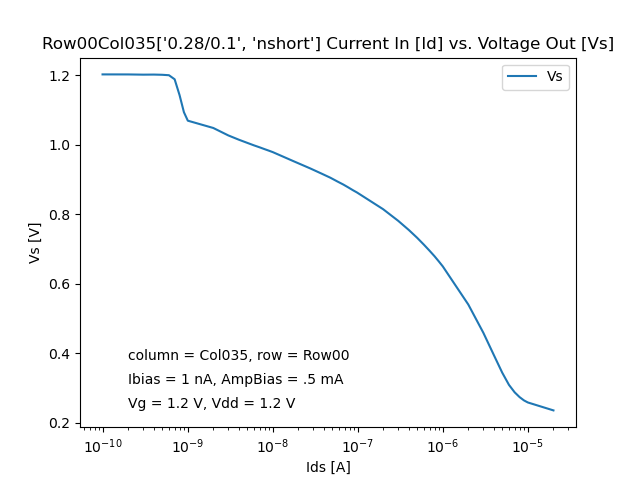 Row00Col035['0.28/0.1', 'nshort'] Current In [Id] vs. Voltage Out [Vs]
Vs
1.2
1.0
0.8
0.6
0.4
0.2
Vs [V]
column = Col035, row = Row00
Ibias = 1 nA, AmpBias = .5 mA
Vg = 1.2 V, Vdd = 1.2 V
10⁻¹⁰ 10⁻⁹ 10⁻⁸ 10⁻⁷ 10⁻⁶ 10⁻⁵
Ids [A]